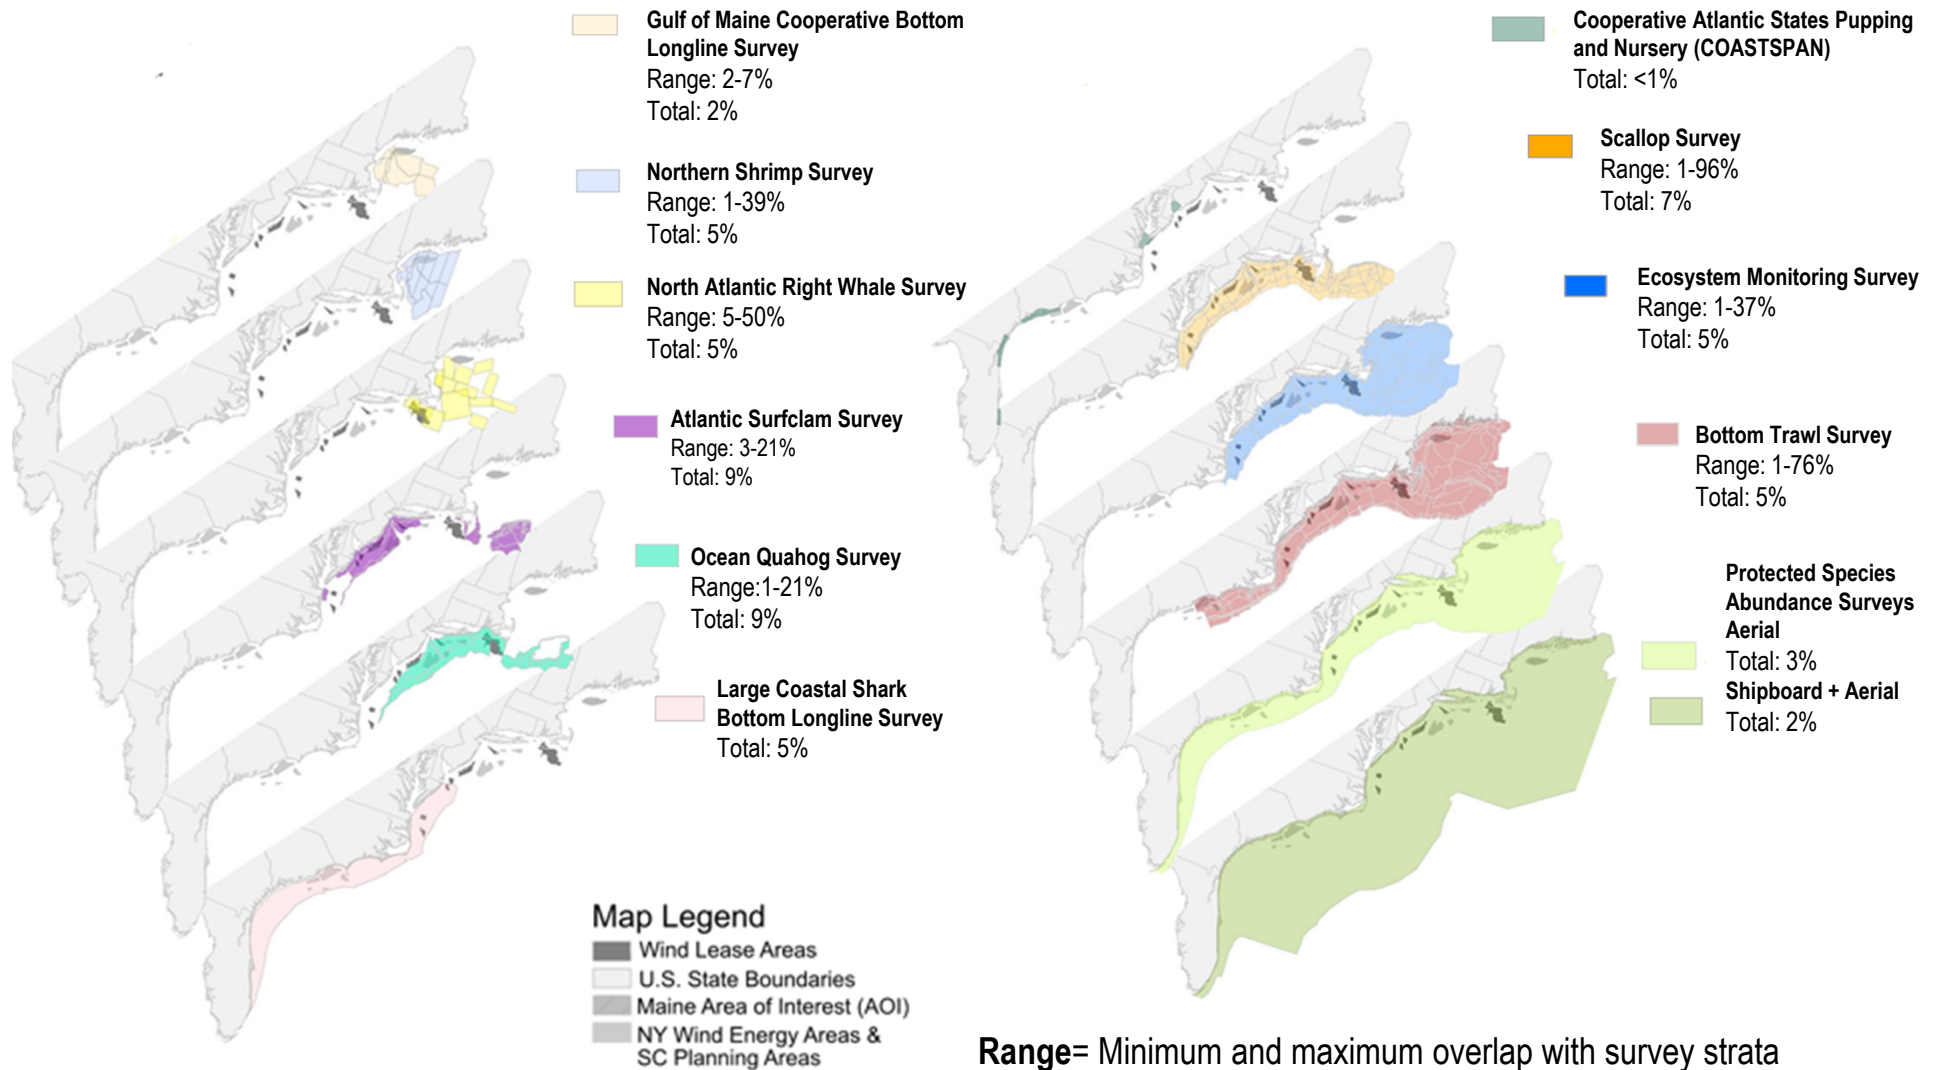 Gulf of Maine Cooperative Bottom
Longline Survey
Range: 2-7%
Total: 2%
Northern Shrimp Survey
Range: 1-39%
Total: 5%
North Atlantic Right Whale Survey
Range: 5-50%
Total: 5%
Atlantic Surfclam Survey
Range: 3-21%
Total: 9%
Ocean Quahog Survey
Range:1-21%
Total: 9%
Large Coastal Shark
Bottom Longline Survey
Total: 5%
Map Legend
Wind Lease Areas
U.S. State Boundaries
Maine Area of Interest (AOI)
NY Wind Energy Areas &
SC Planning Areas
Cooperative Atlantic States Pupping
and Nursery (COASTSPAN)
Total: <1%
Scallop Survey
Range: 1-96%
Total: 7%
Ecosystem Monitoring Survey
Range: 1-37%
Total: 5%
Bottom Trawl Survey
Range: 1-76%
Total: 5%
Protected Species
Abundance Surveys
Aerial
Total: 3%
Shipboard + Aerial
Total: 2%
Range= Minimum and maximum overlap with survey strata